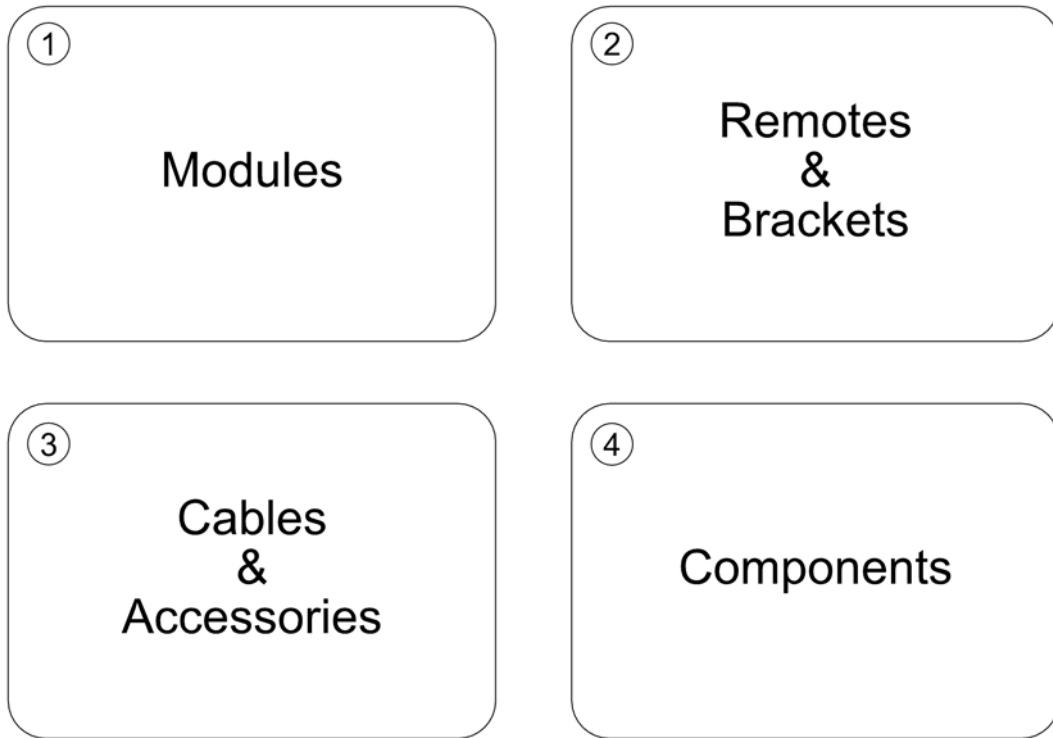 1
Modules
2
Remotes
&
Brackets
3
Cables
&
Accessories
4
Components